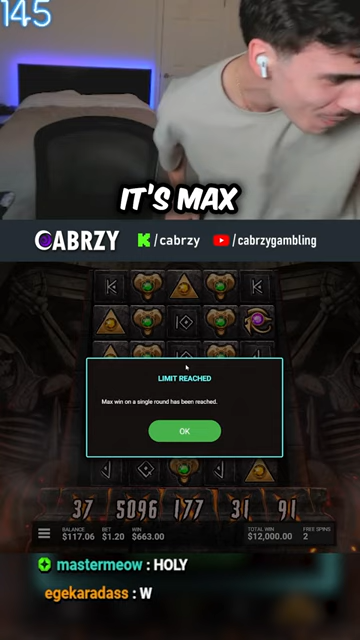 145
IT'S MAX
CABRZY K/cabrzy /cabrzygambling
LIMIT REACHED
Max win on a single round has been reached.
OK
37 5096 177 31 91
BALANCE BET WIN TOTAL WIN FREE SPINS
$117.06 $1.20 $663.00 $12,000.00 2
mastermeow : HOLY
egekaradass : W